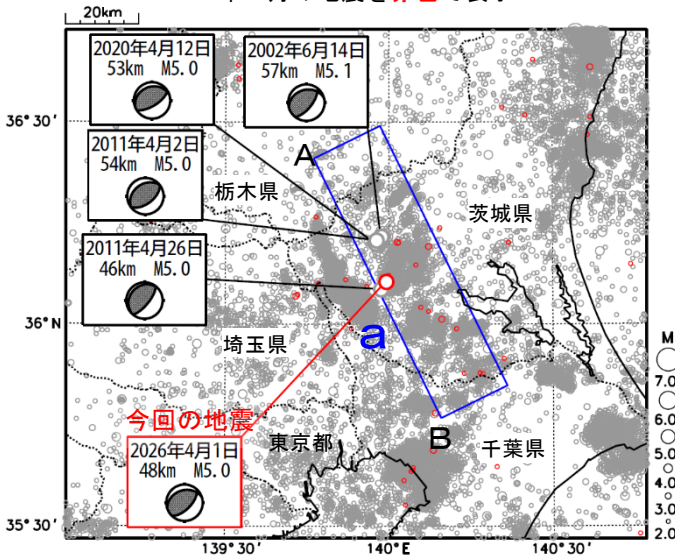 20km
2020年4月12日
53km M5.0
2002年6月14日
57km M5.1
36°30′
A
2011年4月2日
54km M5.0
栃木県
茨城県
2011年4月26日
46km M5.0
36°N
a
埼玉県
M
7.0
6.0
5.0
4.0
3.0
2.0
今回の地震
東京都
B
千葉県
2026年4月1日
48km M5.0
35°30′
139°30′
140°E
140°30′